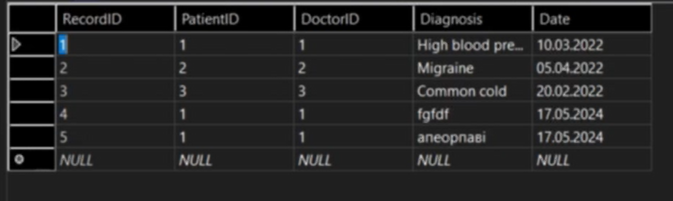 RecordID PatientID DoctorID Diagnosis Date
1 1 1 High blood pre... 10.03.2022
2 2 2 Migraine 05.04.2022
3 3 3 Common cold 20.02.2022
4 1 1 fgfdf 17.05.2024
5 1 1 апеорпаві 17.05.2024
NULL NULL NULL NULL NULL